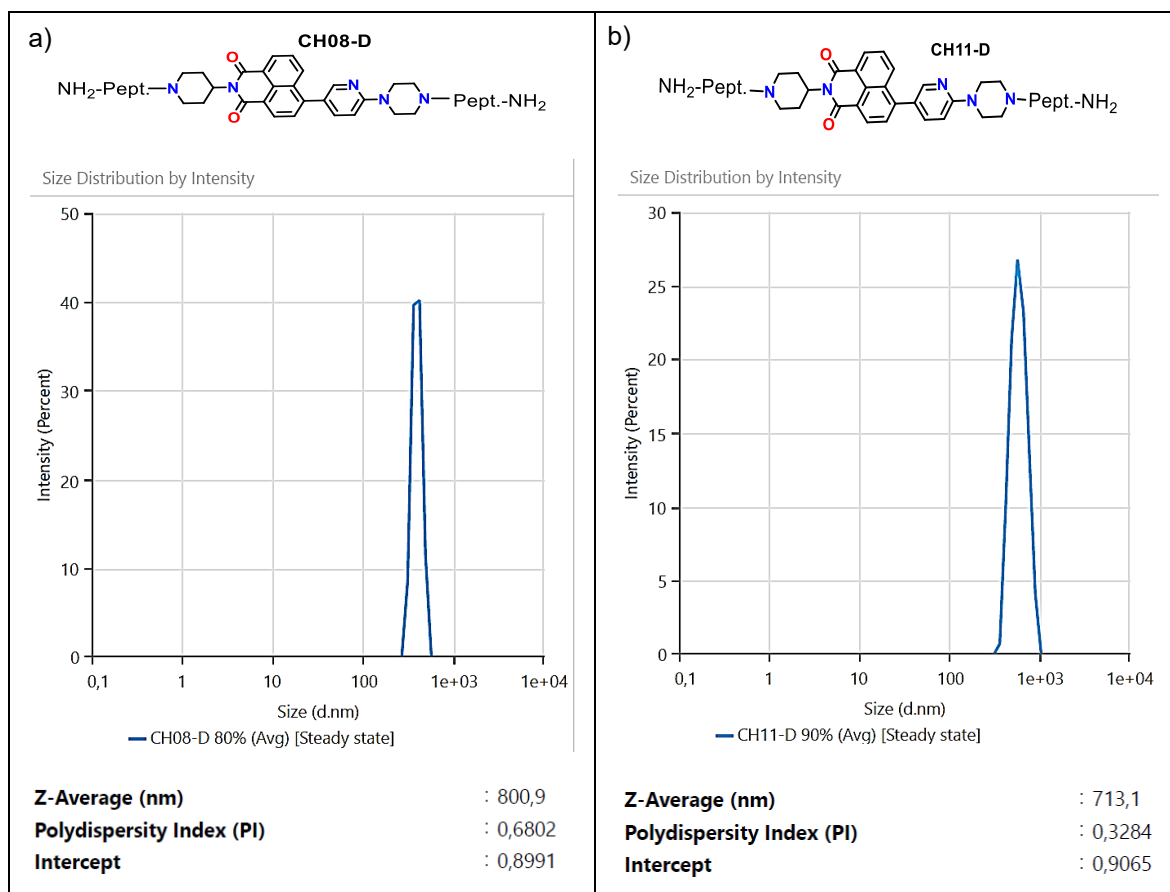 a)
CH08-D
O
NH2-Pept.
N
N
N
N
N
Pept.-NH2
O
Size Distribution by Intensity
50
40
30
20
10
0
Intensity (Percent)
0,1 1 10 100 1e+03 1e+04
Size (d.nm)
CH08-D 80% (Avg) [Steady state]
Z-Average (nm) : 800,9
Polydispersity Index (PI) : 0,6802
Intercept : 0,8991
b)
CH11-D
O
NH2-Pept.
N
N
N
N
N
Pept.-NH2
O
Size Distribution by Intensity
30
25
20
15
10
5
0
Intensity (Percent)
0,1 1 10 100 1e+03 1e+04
Size (d.nm)
CH11-D 90% (Avg) [Steady state]
Z-Average (nm) : 713,1
Polydispersity Index (PI) : 0,3284
Intercept : 0,9065